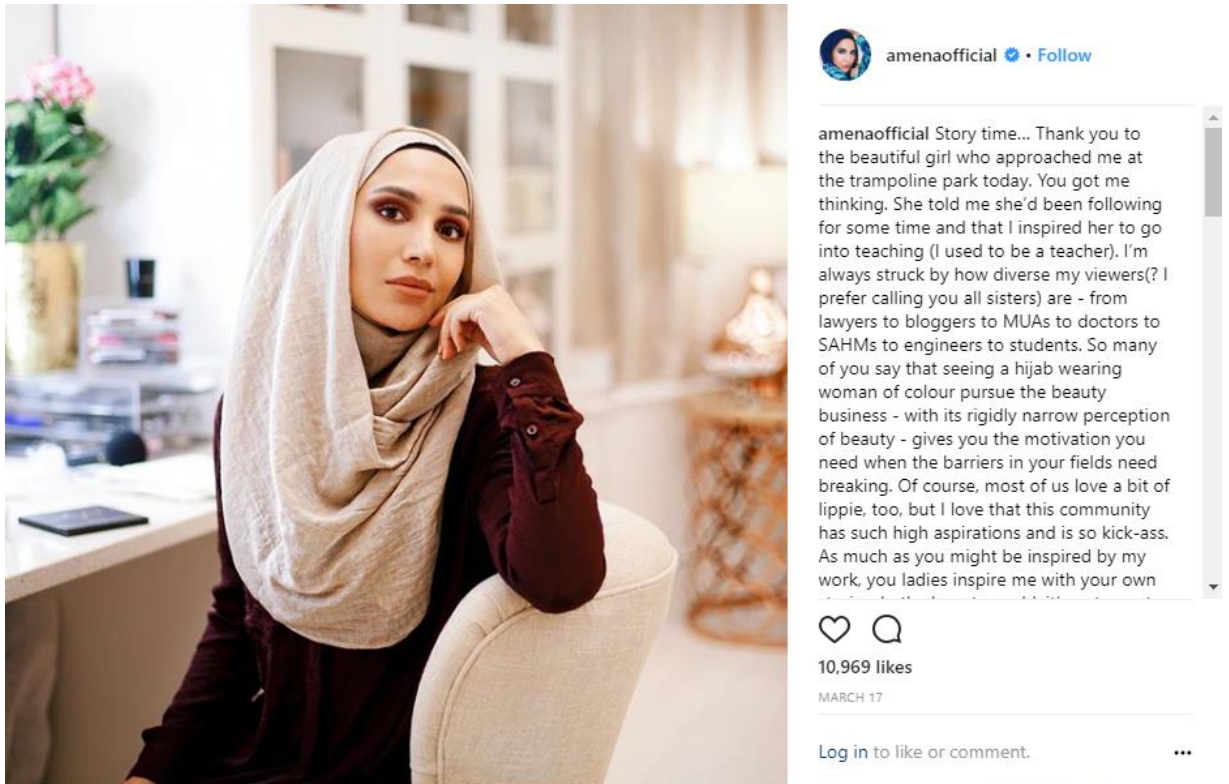 amenaofficial • Follow
amenaofficial Story time... Thank you to
the beautiful girl who approached me at
the trampoline park today. You got me
thinking. She told me she'd been following
for some time and that I inspired her to go
into teaching (I used to be a teacher). I'm
always struck by how diverse my viewers(? I
prefer calling you all sisters) are - from
lawyers to bloggers to MUAs to doctors to
SAHMs to engineers to students. So many
of you say that seeing a hijab wearing
woman of colour pursue the beauty
business - with its rigidly narrow perception
of beauty - gives you the motivation you
need when the barriers in your fields need
breaking. Of course, most of us love a bit of
lippie, too, but I love that this community
has such high aspirations and is so kick-ass.
As much as you might be inspired by my
work, you ladies inspire me with your own
10,969 likes
MARCH 17
Log in to like or comment.